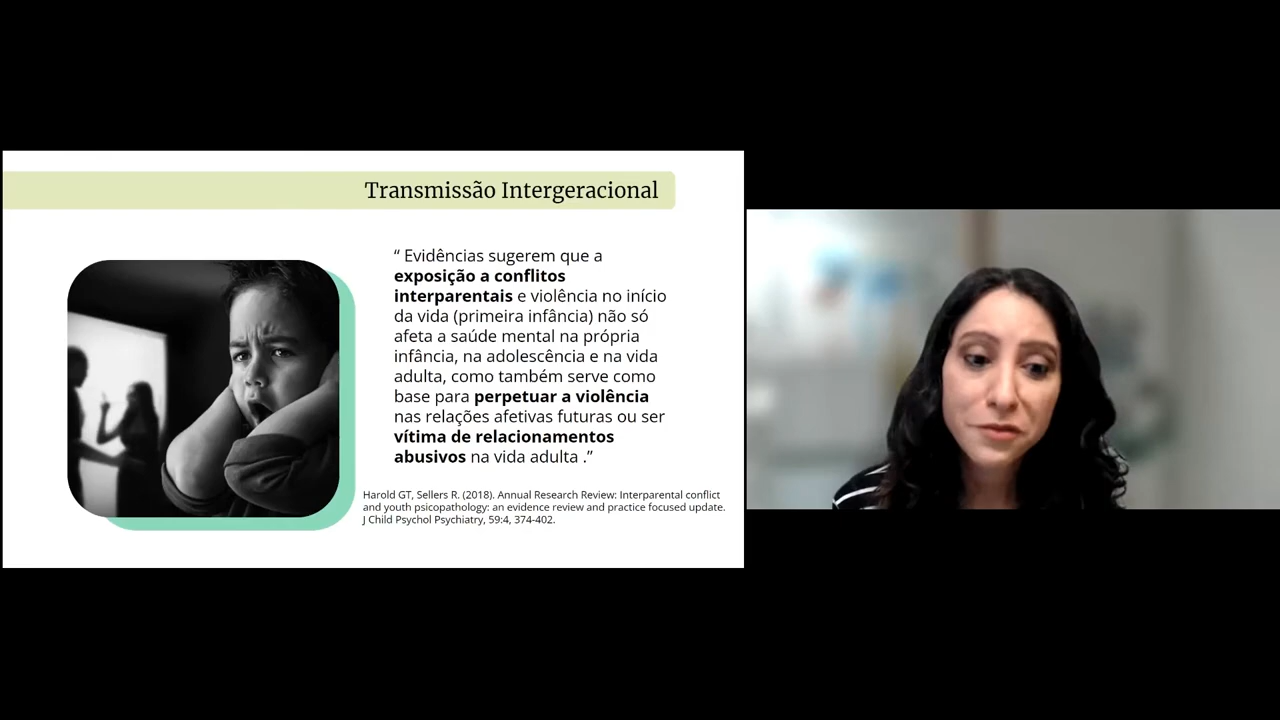 Transmissão Intergeracional
“ Evidências sugerem que a
exposição a conflitos
interparentais e violência no início
da vida (primeira infância) não só
afeta a saúde mental na própria
infância, na adolescência e na vida
adulta, como também serve como
base para perpetuar a violência
nas relações afetivas futuras ou ser
vítima de relacionamentos
abusivos na vida adulta .”
Harold GT, Sellers R. (2018). Annual Research Review: Interparental conflict
and youth psicopathology: an evidence review and practice focused update.
J Child Psychol Psychiatry, 59:4, 374-402.